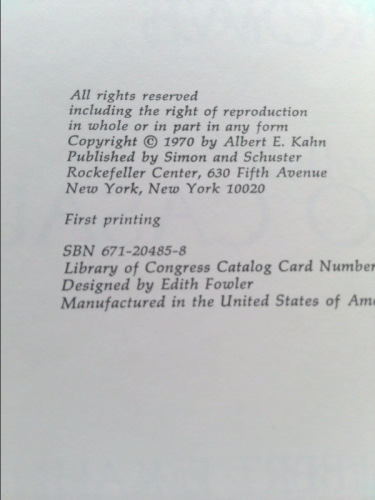 All rights reserved
including the right of reproduction
in whole or in part in any form
Copyright © 1970 by Albert E. Kahn
Published by Simon and Schuster
Rockefeller Center, 630 Fifth Avenue
New York, New York 10020
First printing
SBN 671-20485-8
Library of Congress Catalog Card Number
Designed by Edith Fowler
Manufactured in the United States of Am